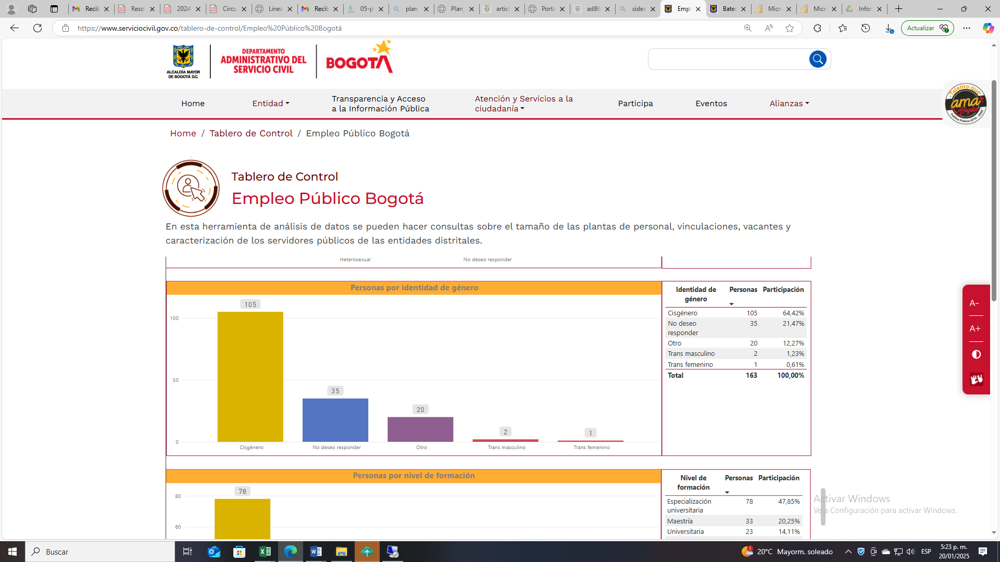 Recib
Resol
2024
Circu
Linea
Recib
05-p
plan
Plan_
articl
Porta
ad86
sidea
Empl
Bater
Micro
Micro
Infor
https://www.serviciocivil.gov.co/tablero-de-control/Empleo%20Público%20Bogotá
Actualizar
ALCALDÍA MAYOR
DE BOGOTÁ D.C.
DEPARTAMENTO
ADMINISTRATIVO DEL
SERVICIO CIVIL
BOGOTÁ
Home
Entidad
Transparencia y Acceso
a la Información Pública
Atención y Servicios a la
ciudadanía
Participa
Eventos
Alianzas
Talento que
ama
Bogotá
Home / Tablero de Control / Empleo Público Bogotá
Tablero de Control
Empleo Público Bogotá
En esta herramienta de análisis de datos se pueden hacer consultas sobre el tamaño de las plantas de personal, vinculaciones, vacantes y
caracterización de los servidores públicos de las entidades distritales.
Heterosexual
No deseo responder
Personas por identidad de género
105
100
50
0
35
20
2
1
Cisgénero
No deseo responder
Otro
Trans masculino
Trans femenino
Identidad de género Personas Participación
Cisgénero 105 64,42%
No deseo responder 35 21,47%
Otro 20 12,27%
Trans masculino 2 1,23%
Trans femenino 1 0,61%
Total 163 100,00%
A-
A+
Personas por nivel de formación
78
80
60
Nivel de formación Personas Participación
Especialización universitaria 78 47,85%
Maestría 33 20,25%
Universitaria 23 14,11%
Activar Windows
Ve a Configuración para activar Windows.
Buscar
20°C Mayorm. soleado
ESP
5:23 p. m.
20/01/2025